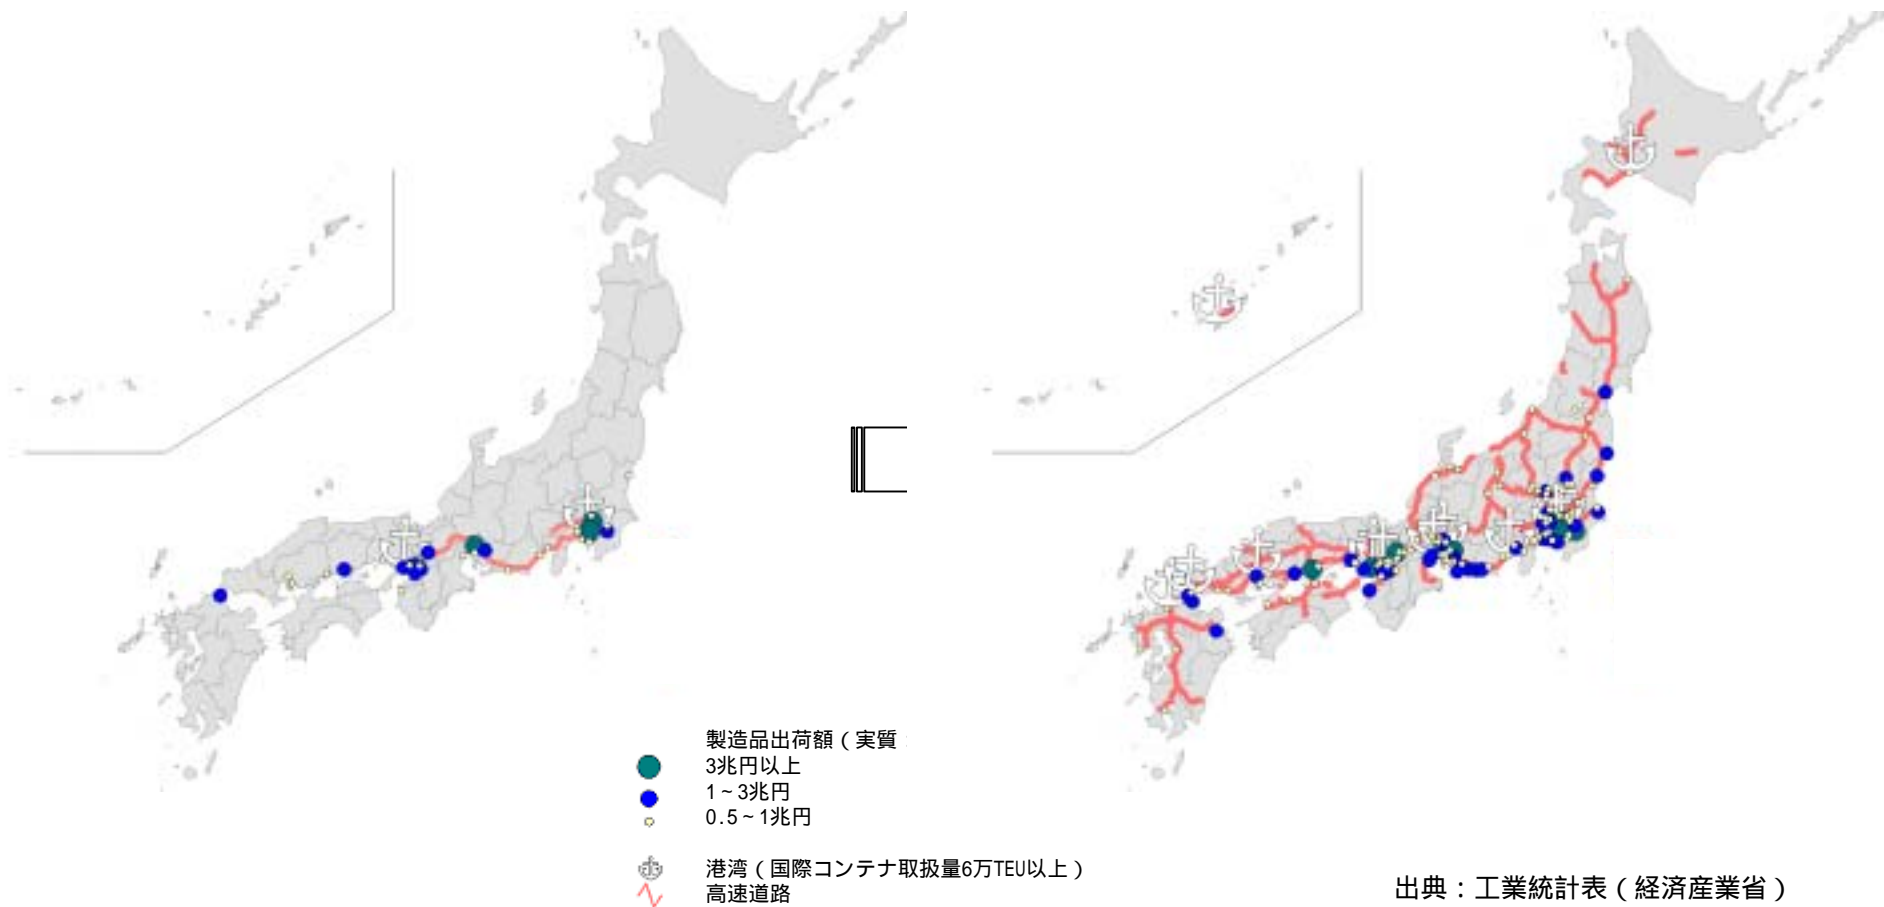 製造品出荷額（実質
3兆円以上
1~3兆円
0.5~1兆円
港湾（国際コンテナ取扱量6万TEU以上）
高速道路
出典：工業統計表（経済産業省）